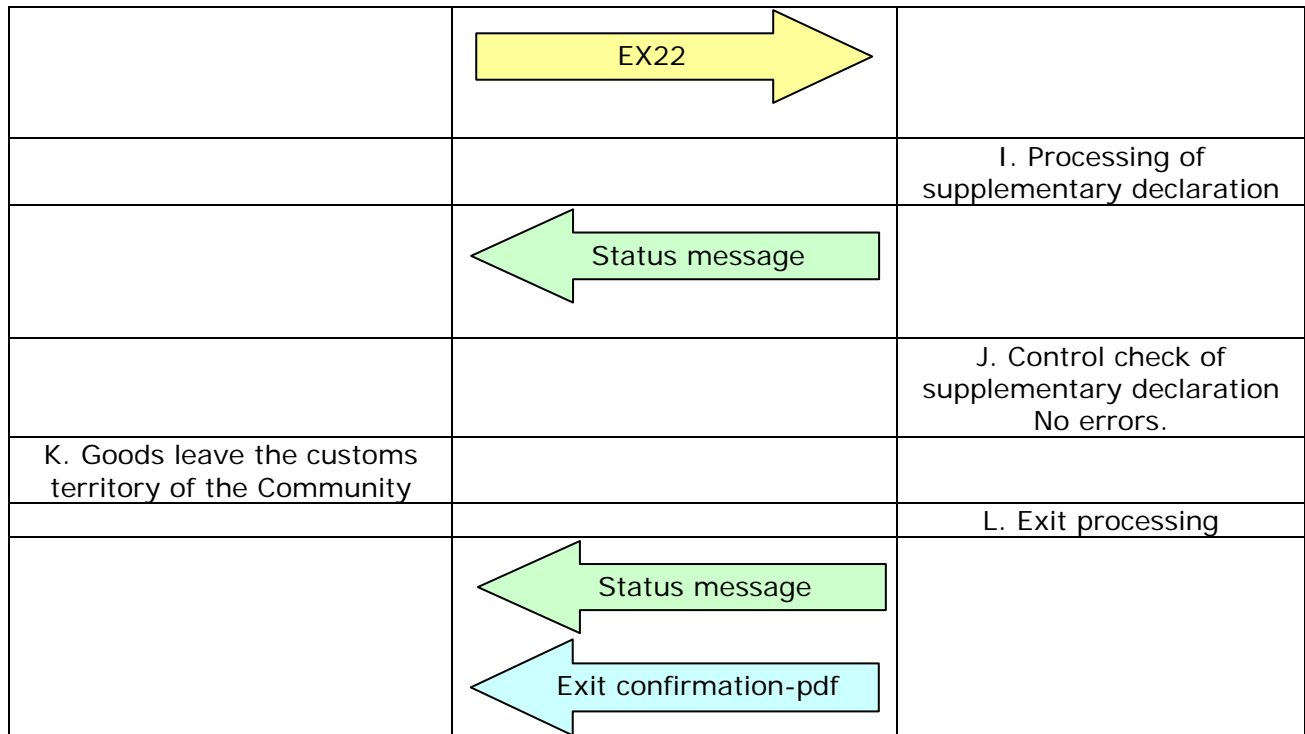 EX22
I. Processing of
supplementary declaration
Status message
J. Control check of
supplementary declaration
No errors.
K. Goods leave the customs
territory of the Community
L. Exit processing
Status message
Exit confirmation-pdf